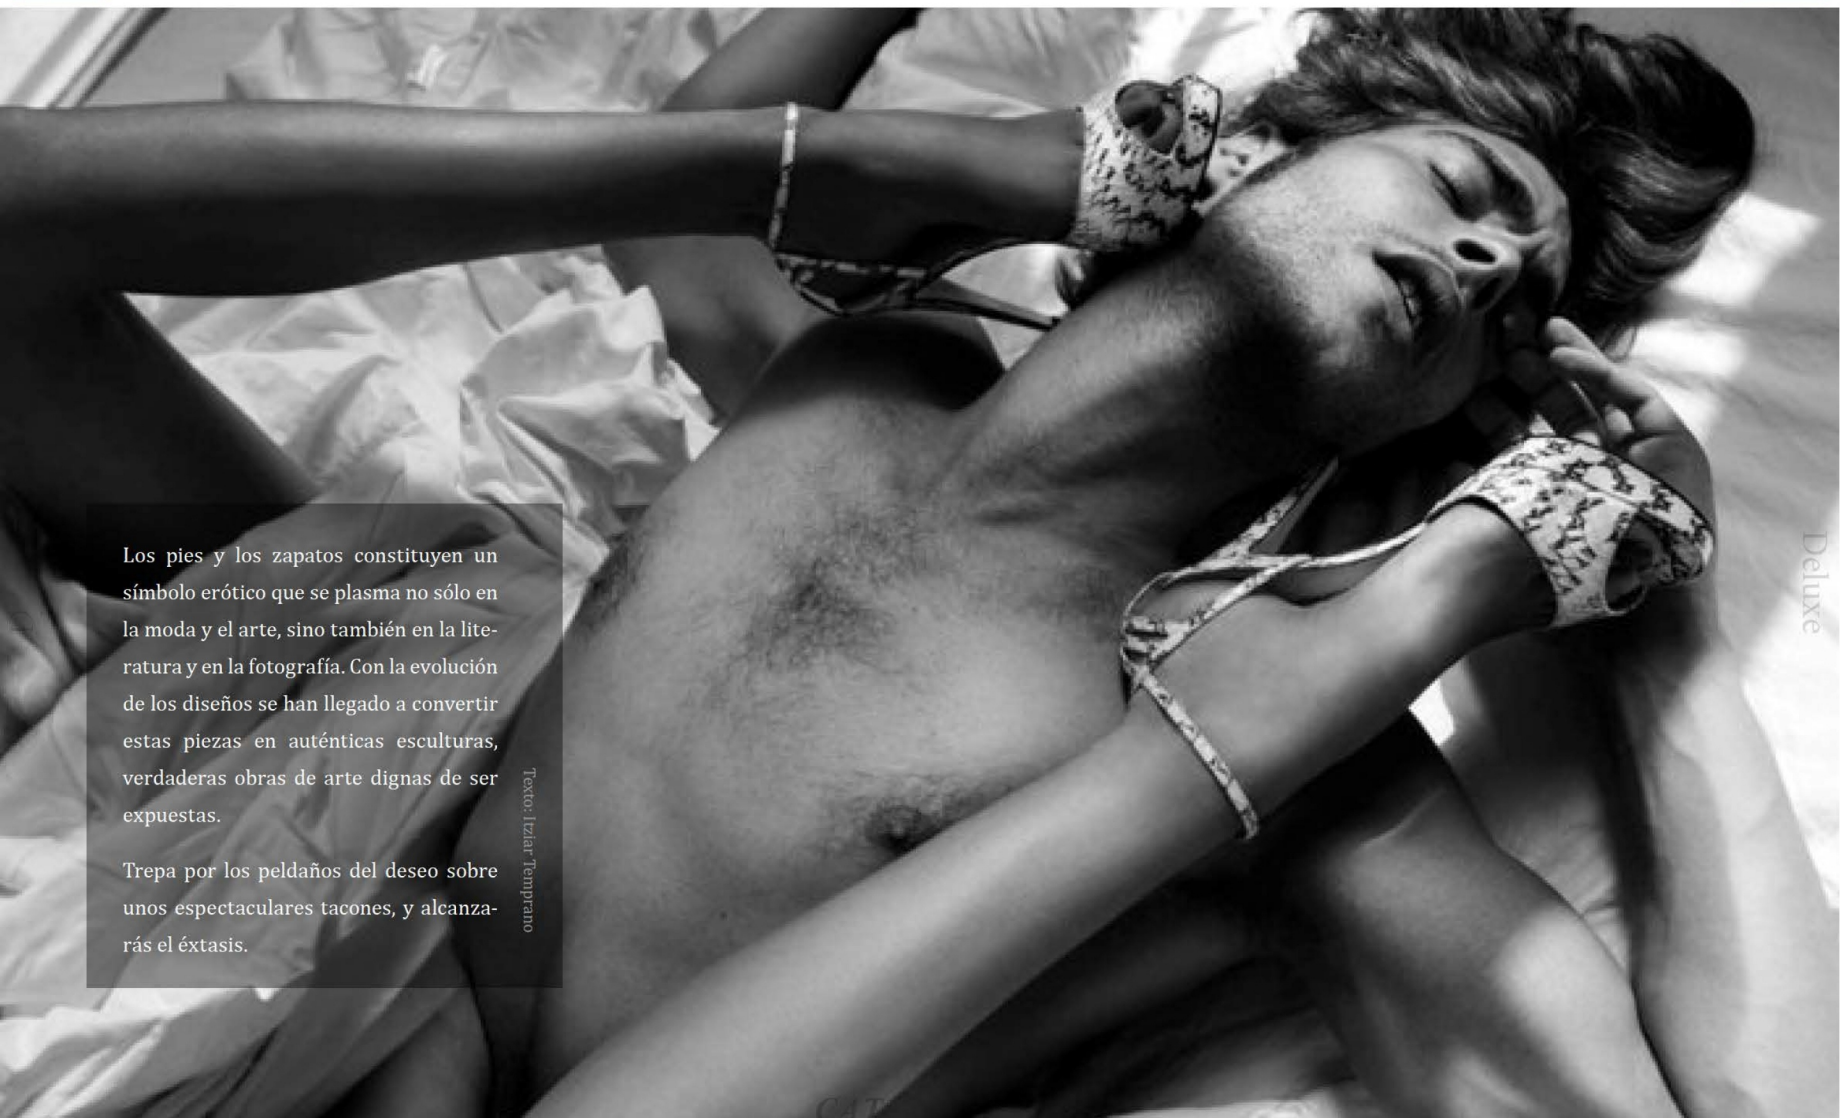 Los pies y los zapatos constituyen un
símbolo erótico que se plasma no sólo en
la moda y el arte, sino también en la lite-
ratura y en la fotografía. Con la evolución
de los diseños se han llegado a convertir
estas piezas en auténticas esculturas,
verdaderas obras de arte dignas de ser
expuestas.
Trepa por los peldaños del deseo sobre
unos espectaculares tacones, y alcanza-
rás el éxtasis.
Texto: Itziar Temprano
Deluxe